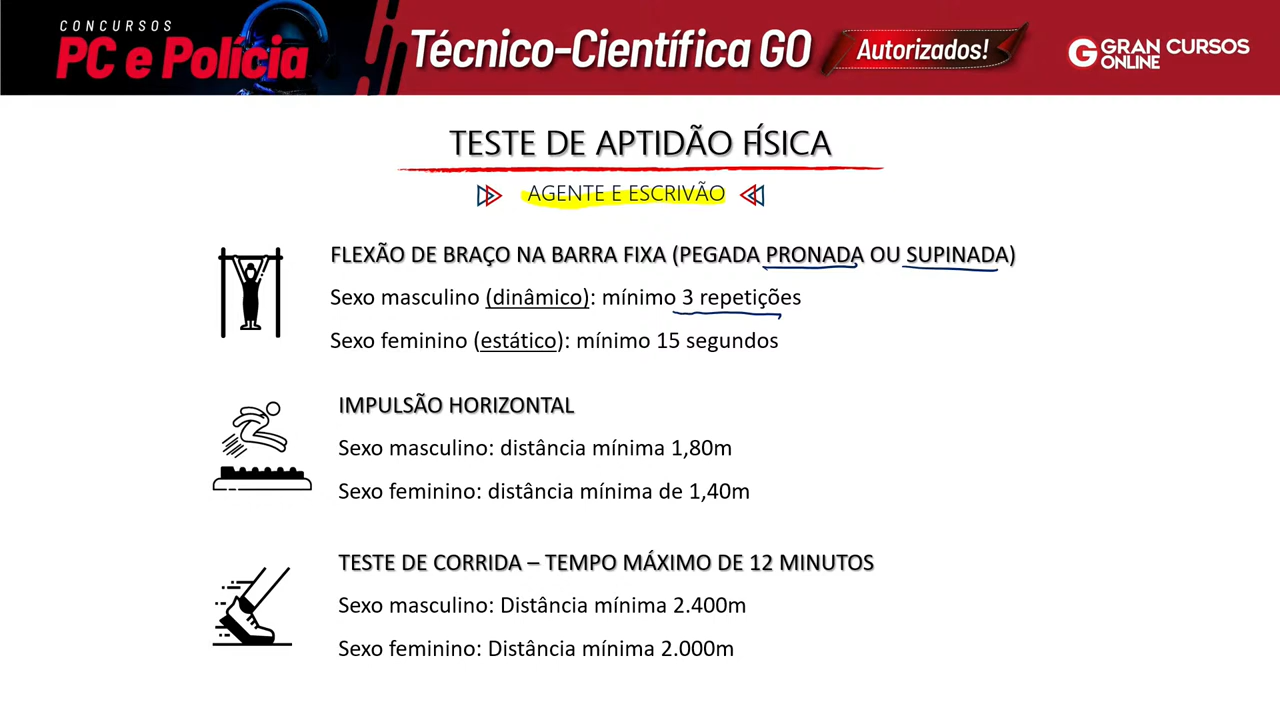 CONCURSOS
PC e Polícia
Técnico-Científica GO
Autorizados!
GRAN CURSOS
ONLINE
TESTE DE APTIDÃO FÍSICA
AGENTE E ESCRIVÃO
FLEXÃO DE BRAÇO NA BARRA FIXA (PEGADA PRONADA OU SUPINADA)
Sexo masculino (dinâmico): mínimo 3 repetições
Sexo feminino (estático): mínimo 15 segundos
IMPULSÃO HORIZONTAL
Sexo masculino: distância mínima 1,80m
Sexo feminino: distância mínima de 1,40m
TESTE DE CORRIDA – TEMPO MÁXIMO DE 12 MINUTOS
Sexo masculino: Distância mínima 2.400m
Sexo feminino: Distância mínima 2.000m